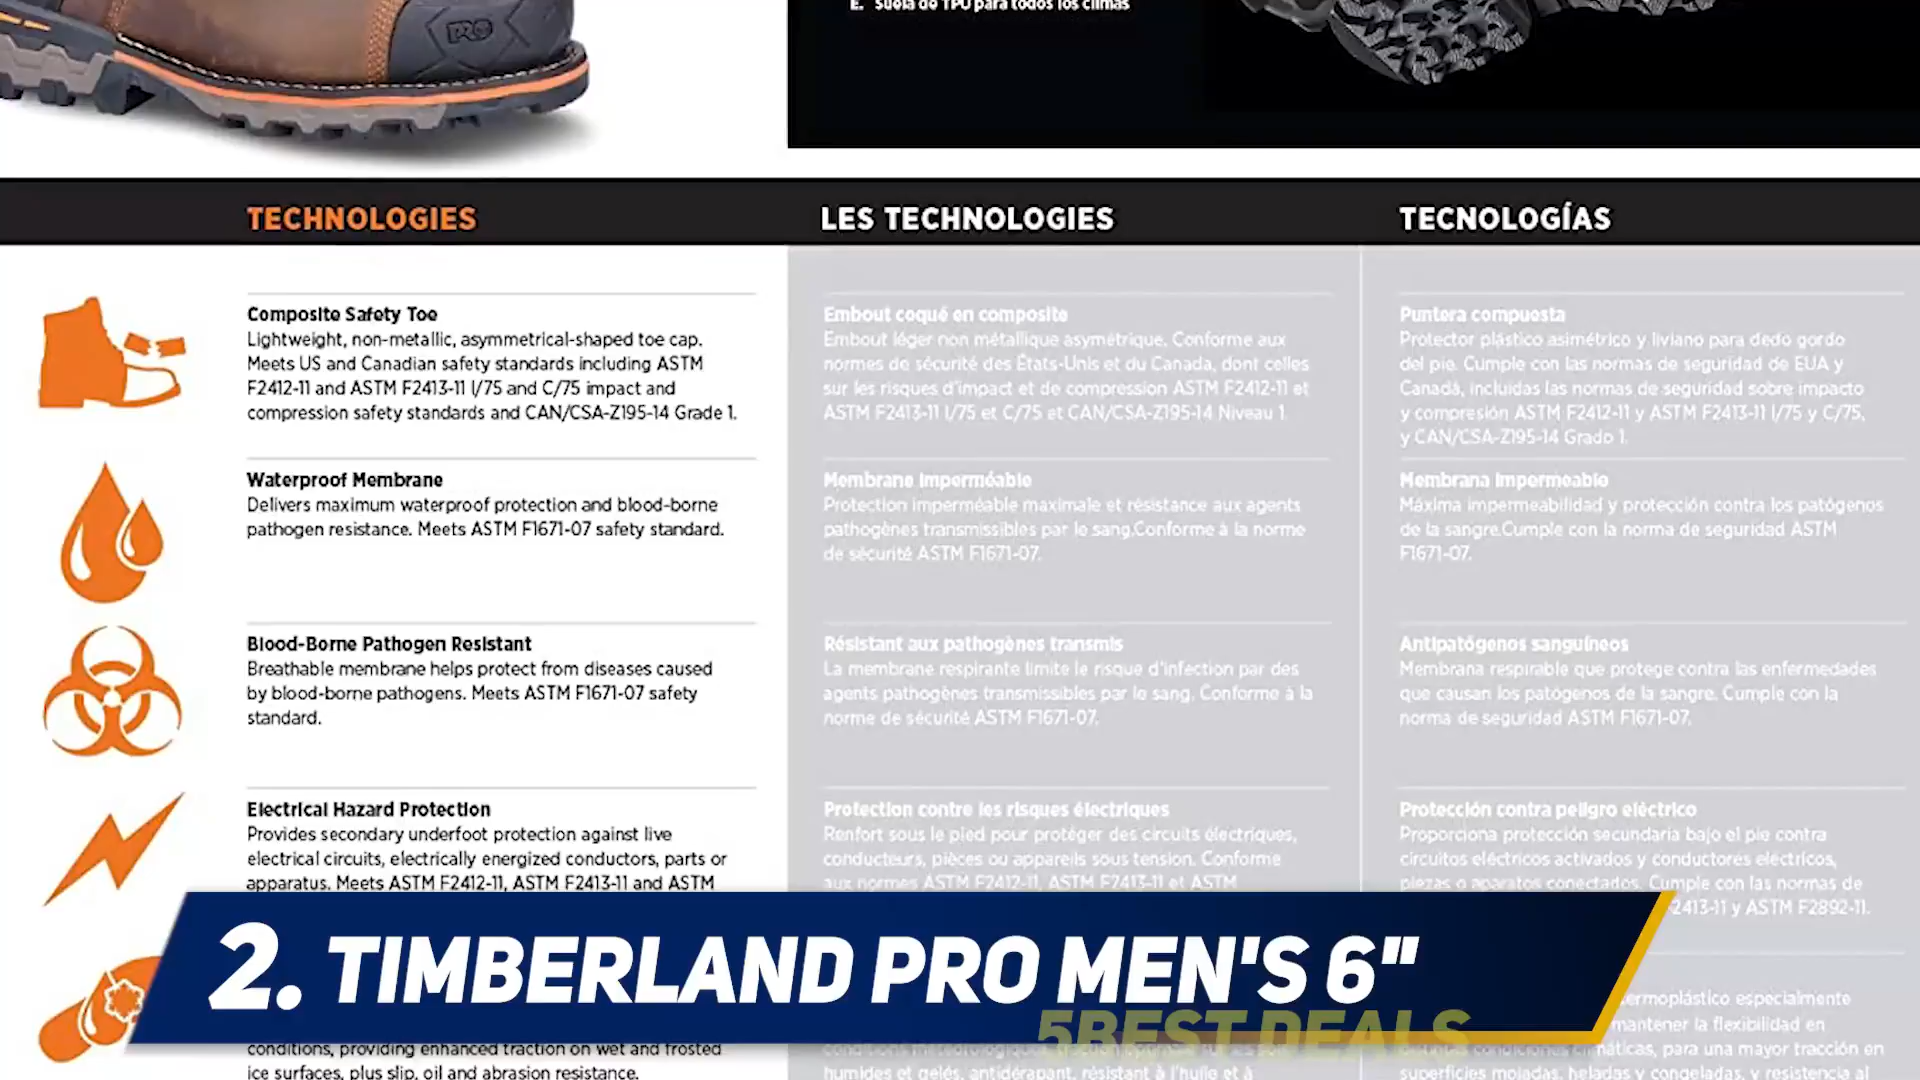 E. Suela de TPU para todos los climas
PRO
TECHNOLOGIES
LES TECHNOLOGIES
TECNOLOGÍAS
Composite Safety Toe
Lightweight, non-metallic, asymmetrical-shaped toe cap.
Meets US and Canadian safety standards including ASTM
F2412-11 and ASTM F2413-11 I/75 and C/75 impact and
compression safety standards and CAN/CSA-Z195-14 Grade 1.
Embout coqué en composite
Embout léger non métallique asymétrique. Conforme aux
normes de sécurité des États-Unis et du Canada, dont celles
sur les risques d'impact et de compression ASTM F2412-11 et
ASTM F2413-11 I/75 et C/75 et CAN/CSA-Z195-14 Niveau 1.
Puntera compuesta
Protector plástico asimétrico y liviano para dedo gordo
del pie. Cumple con las normas de seguridad de EUA y
Canadá, incluidas las normas de seguridad sobre impacto
y compresión ASTM F2412-11 y ASTM F2413-11 I/75 y C/75,
y CAN/CSA-Z195-14 Grado 1.
Waterproof Membrane
Delivers maximum waterproof protection and blood-borne
pathogen resistance. Meets ASTM F1671-07 safety standard.
Membrane Imperméable
Protection imperméable maximale et résistance aux agents
pathogènes transmissibles par le sang.Conforme à la norme
de sécurité ASTM F1671-07.
Membrana Impermeable
Máxima impermeabilidad y protección contra los patógenos
de la sangre.Cumple con la norma de seguridad ASTM
F1671-07.
Blood-Borne Pathogen Resistant
Breathable membrane helps protect from diseases caused
by blood-borne pathogens. Meets ASTM F1671-07 safety
standard.
Résistant aux pathogènes transmis
La membrane respirante limite le risque d'infection par des
agents pathogènes transmissibles par le sang. Conforme à la
norme de sécurité ASTM F1671-07.
Antipatógenos sanguíneos
Membrana respirable que protege contra las enfermedades
que causan los patógenos de la sangre. Cumple con la
norma de seguridad ASTM F1671-07.
Electrical Hazard Protection
Provides secondary underfoot protection against live
electrical circuits, electrically energized conductors, parts or
apparatus. Meets ASTM F2412-11, ASTM F2413-11 and ASTM
Protection contre les risques électriques
Renfort sous le pied pour protéger des circuits électriques,
conducteurs, pièces ou appareils sous tension. Conforme
aux normes ASTM F2412-11, ASTM F2413-11 et ASTM
Protección contra peligro eléctrico
Proporciona protección secundaria bajo el pie contra
circuitos eléctricos activados y conductores eléctricos,
piezas o aparatos conectados. Cumple con las normas de
2413-11 y ASTM F2892-11.
2. TIMBERLAND PRO MEN'S 6"
5BEST DEALS
conditions, providing enhanced traction on wet and frosted
ice surfaces, plus slip, oil and abrasion resistance.
humides et gelés, antidérapant, résistant à l'huile et à
especialmente
mantener la flexibilidad en
para una mayor tracción en
superficies mojadas, heladas y congeladas, y resistencia al